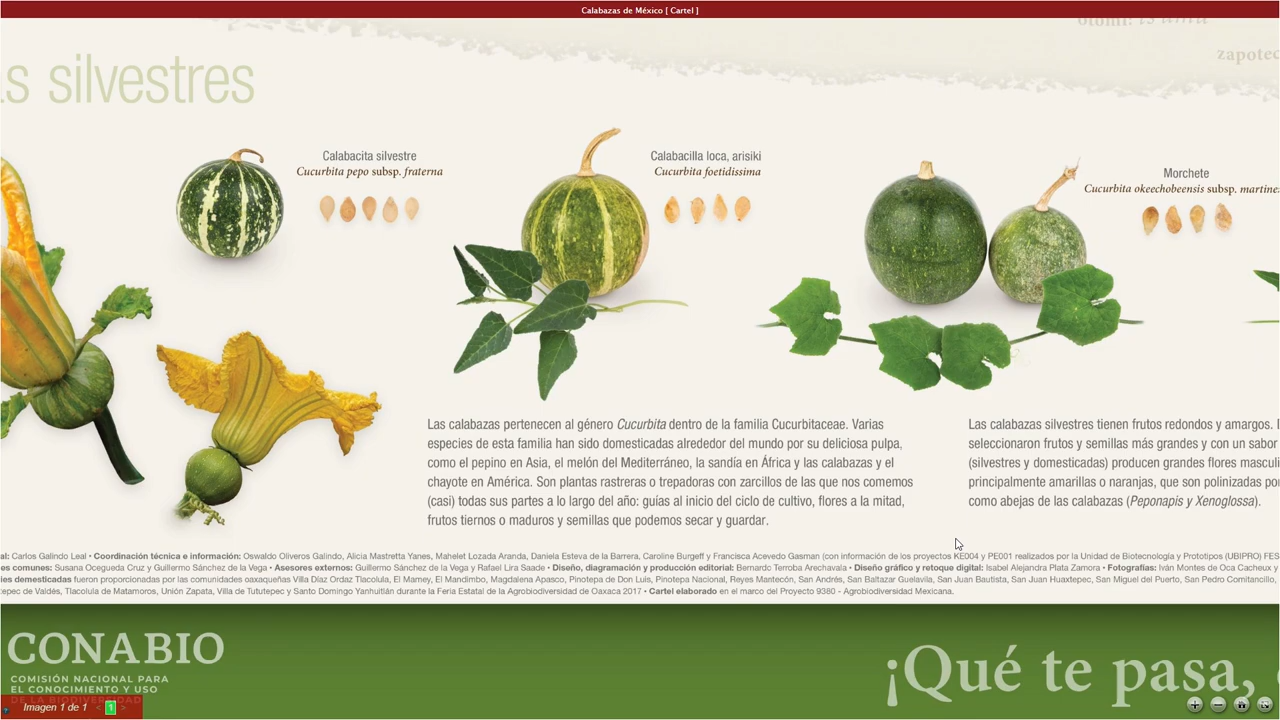 Calabazas de México [ Cartel ]
otomí:
zapotec
s silvestres
Calabacita silvestre
Cucurbita pepo subsp. fraterna
Calabacilla loca, arisiki
Cucurbita foetidissima
Morchete
Cucurbita okeechobeensis subsp. martinez
Las calabazas pertenecen al género Cucurbita dentro de la familia Cucurbitaceae. Varias
especies de esta familia han sido domesticadas alrededor del mundo por su deliciosa pulpa,
como el pepino en Asia, el melón del Mediterráneo, la sandía en África y las calabazas y el
chayote en América. Son plantas rastreras o trepadoras con zarcillos de las que nos comemos
(casi) todas sus partes a lo largo del año: guías al inicio del ciclo de cultivo, flores a la mitad,
frutos tiernos o maduros y semillas que podemos secar y guardar.
Las calabazas silvestres tienen frutos redondos y amargos.
seleccionaron frutos y semillas más grandes y con un sabor
(silvestres y domesticadas) producen grandes flores masculi
principalmente amarillas o naranjas, que son polinizadas por
como abejas de las calabazas (Peponapis y Xenoglossa).
al: Carlos Galindo Leal • Coordinación técnica e información: Oswaldo Oliveros Galindo, Alicia Mastretta Yanes, Mahelet Lozada Aranda, Daniela Esteva de la Barrera, Caroline Burgeff y Francisca Acevedo Gasman (con información de los proyectos KE004 y PE001 realizados por la Unidad de Biotecnología y Prototipos (UBIPRO) FES
es comunes: Susana Ocegueda Cruz y Guillermo Sánchez de la Vega • Asesores externos: Guillermo Sánchez de la Vega y Rafael Lira Saade • Diseño, diagramación y producción editorial: Bernardo Terroba Arechavala • Diseño gráfico y retoque digital: Isabel Alejandra Plata Zamora • Fotografías: Iván Montes de Oca Cacheux y
ies demesticadas fueron proporcionadas por las comunidades oaxaqueñas Villa Díaz Ordaz Tlacolula, El Mamey, El Mandimbo, Magdalena Apasco, Pinotepa de Don Luis, Pinotepa Nacional, Reyes Mantecón, San Andrés, San Baltazar Guelavila, San Juan Bautista, San Juan Huaxtepec, San Miguel del Puerto, San Pedro Comitancillo,
tepec de Valdés, Tlacolula de Matamoros, Unión Zapata, Villa de Tututepec y Santo Domingo Yanhuitlán durante la Feria Estatal de la Agrobiodiversidad de Oaxaca 2017 • Cartel elaborado en el marco del Proyecto 9380 - Agrobiodiversidad Mexicana.
CONABIO
COMISIÓN NACIONAL PARA
EL CONOCIMIENTO Y USO
DE LA BIODIVERSIDAD
¡Qué te pasa,
Imagen 1 de 1 < 1 >